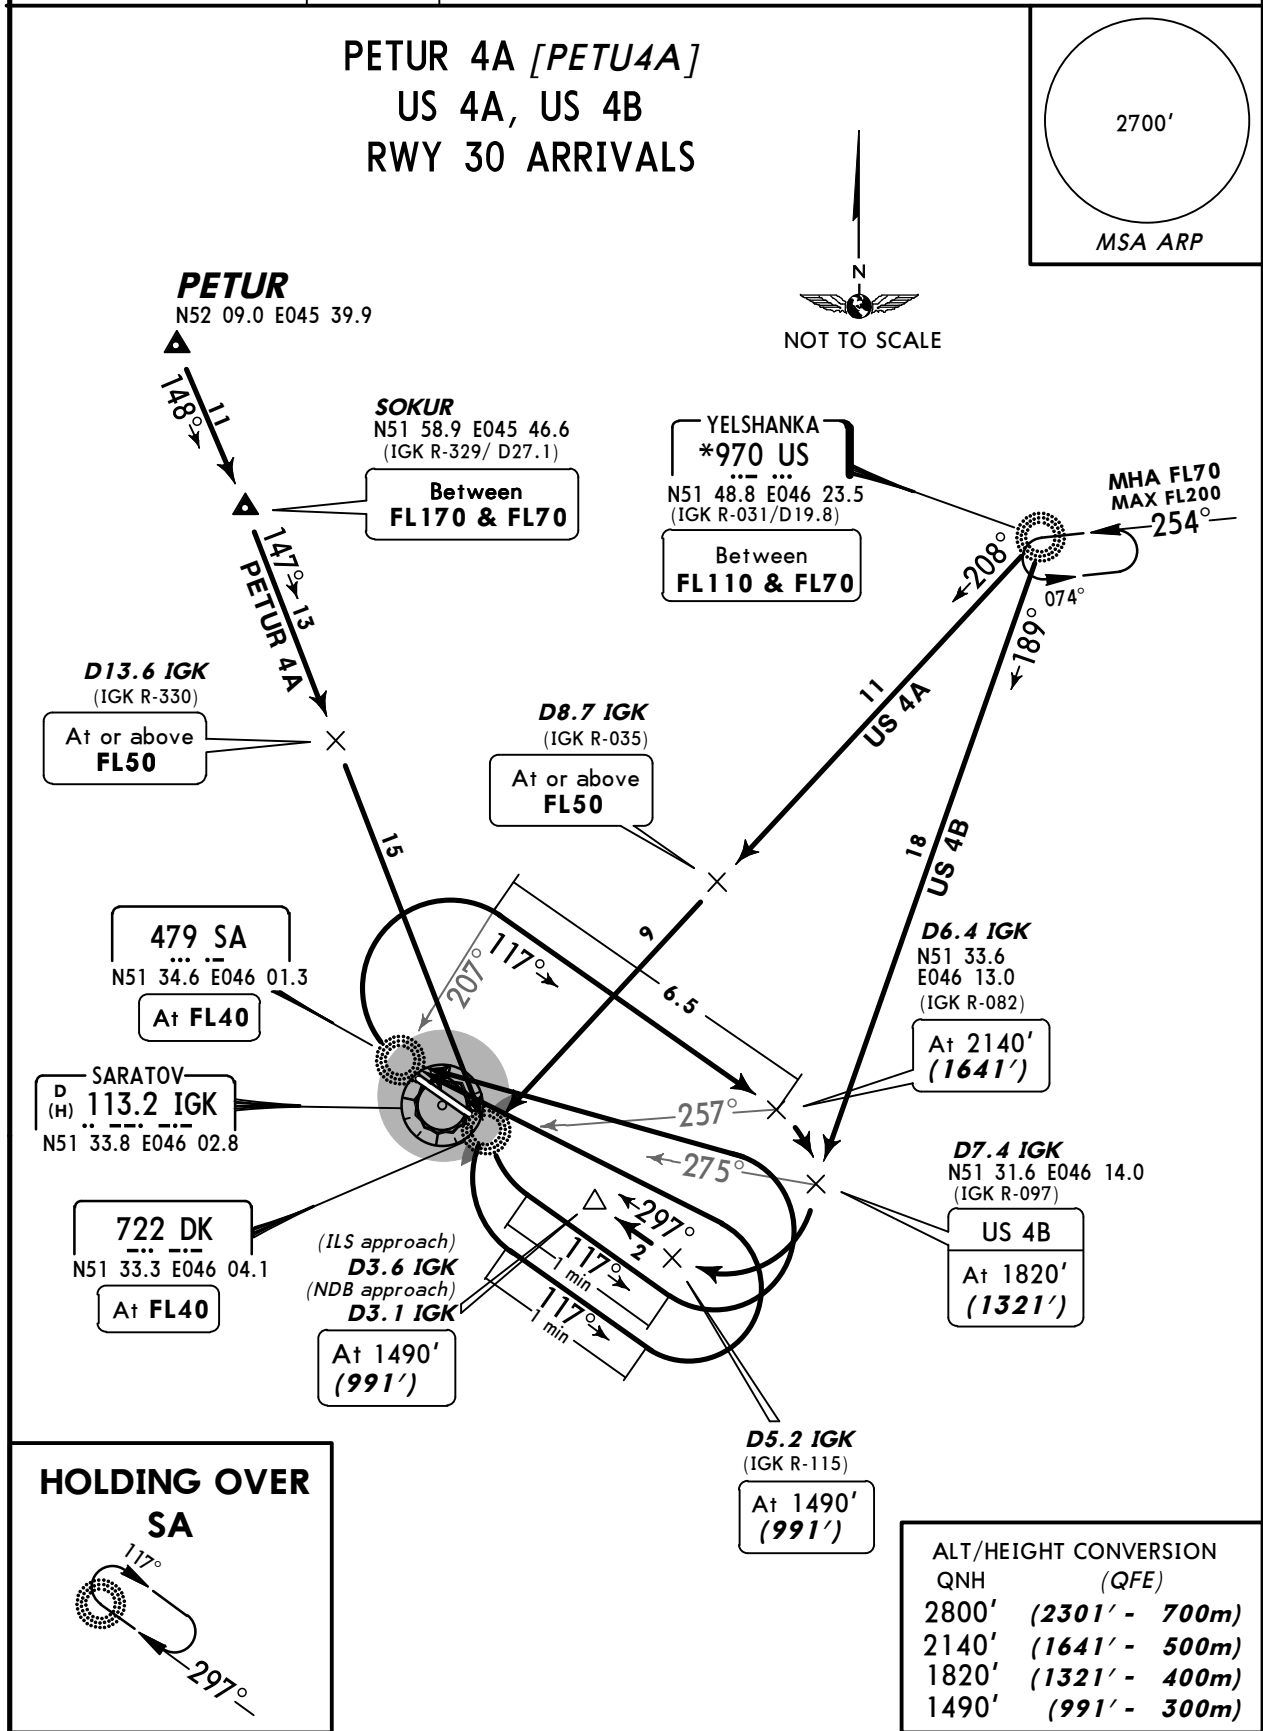 PETUR 4A [PETU4A]
US 4A, US 4B
RWY 30 ARRIVALS
2700'
MSA ARP
N
NOT TO SCALE
PETUR
N52 09.0 E045 39.9
148°
11
SOKUR
N51 58.9 E045 46.6
(IGK R-329/ D27.1)
Between
FL170 & FL70
YELSHANKA
*970 US
N51 48.8 E046 23.5
(IGK R-031/D19.8)
Between
FL110 & FL70
MHA FL70
MAX FL200
254°
074°
208°
189°
147°
13
PETUR 4A
D13.6 IGK
(IGK R-330)
At or above
FL50
D8.7 IGK
(IGK R-035)
At or above
FL50
11
US 4A
18
US 4B
15
9
479 SA
N51 34.6 E046 01.3
At FL40
207°
117°
6.5
D6.4 IGK
N51 33.6
E046 13.0
(IGK R-082)
At 2140'
(1641')
SARATOV
D
(H) 113.2 IGK
N51 33.8 E046 02.8
257°
275°
D7.4 IGK
N51 31.6 E046 14.0
(IGK R-097)
US 4B
At 1820'
(1321')
722 DK
N51 33.3 E046 04.1
At FL40
297°
2
117°
1 min
117°
1 min
(ILS approach)
D3.6 IGK
(NDB approach)
D3.1 IGK
At 1490'
(991')
D5.2 IGK
(IGK R-115)
At 1490'
(991')
HOLDING OVER
SA
117°
297°
ALT/HEIGHT CONVERSION
QNH (QFE)
2800' (2301' - 700m)
2140' (1641' - 500m)
1820' (1321' - 400m)
1490' (991' - 300m)